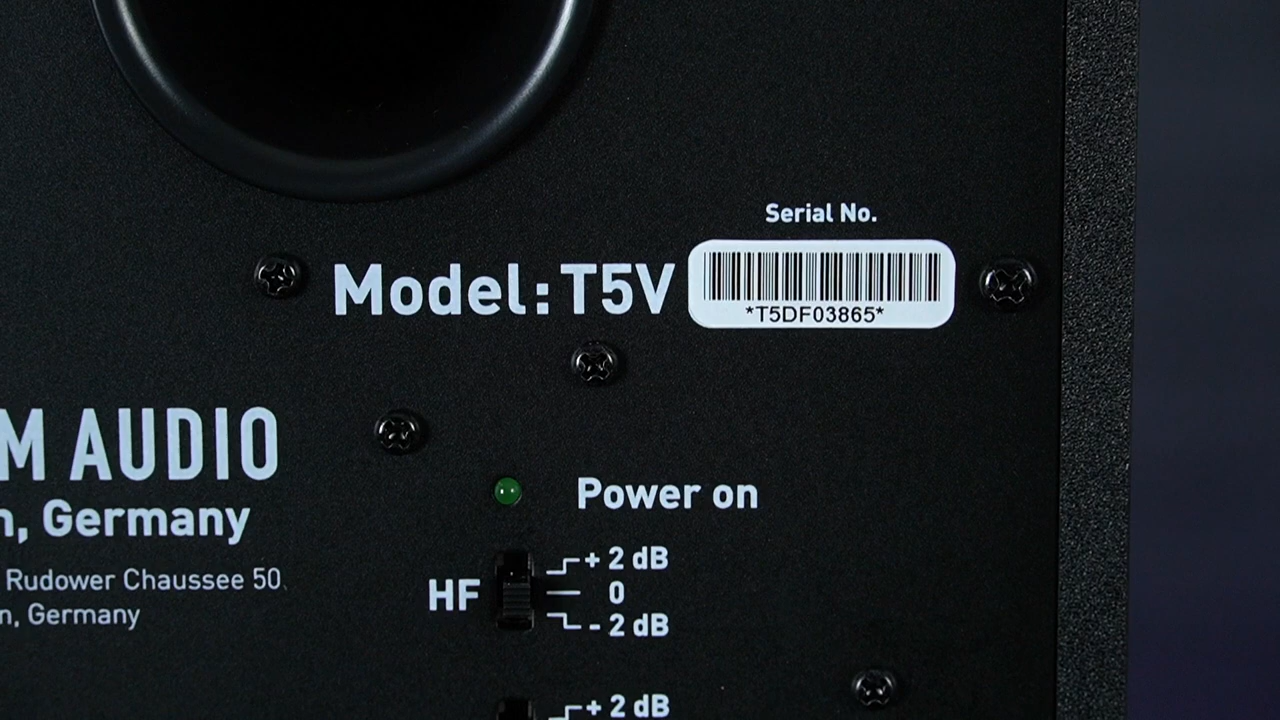 Serial No.
Model: T5V
*T5DF03865*
M AUDIO
n, Germany
Power on
Rudower Chaussee 50
n, Germany
HF
+ 2 dB
0
- 2 dB
+ 2 dB